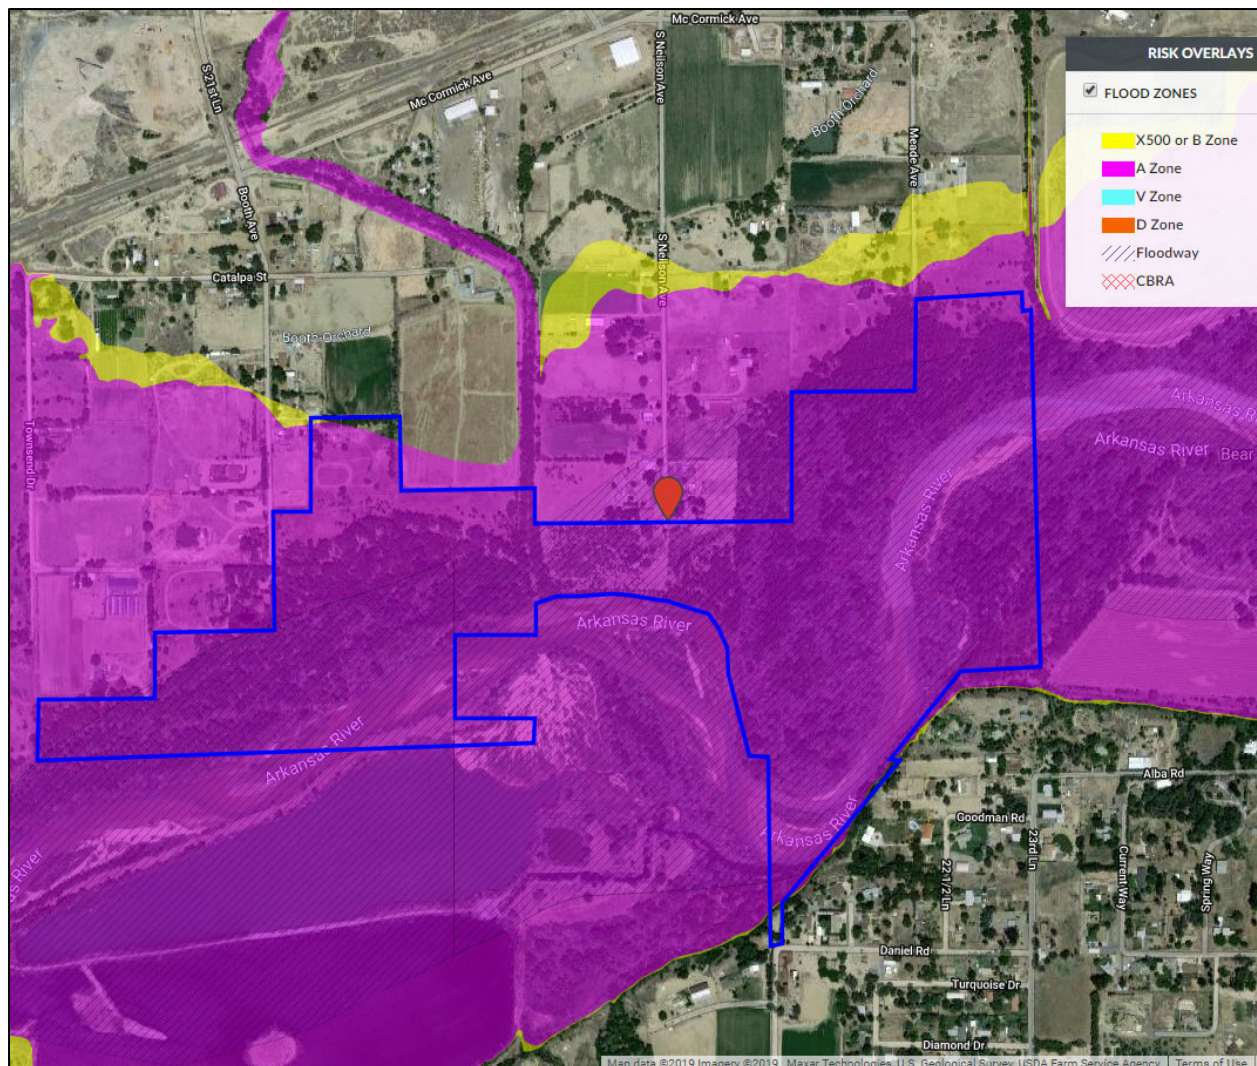 Mc Cormick Ave
RISK OVERLAYS
FLOOD ZONES
X500 or B Zone
A Zone
V Zone
D Zone
Floodway
CBRA
S 21st Ln
Mc Cormick Ave
S Neilson Ave
Booth Orchard
Meade Ave
Booth Ave
S Neilson Ave
Catalpa St
Booth Orchard
Townsend Dr
Arkansas R
Arkansas River
Bear
Arkansas River
Arkansas River
Arkansas River
Arkansas River
as River
Alba Rd
Goodman Rd
23rd Ln
22-1/2 Ln
Current Way
Spring Way
Daniel Rd
Turquoise Dr
Diamond Dr
Map data ©2019 Imagery ©2019 , Maxar Technologies, U.S. Geological Survey, USDA Farm Service Agency
Terms of Use